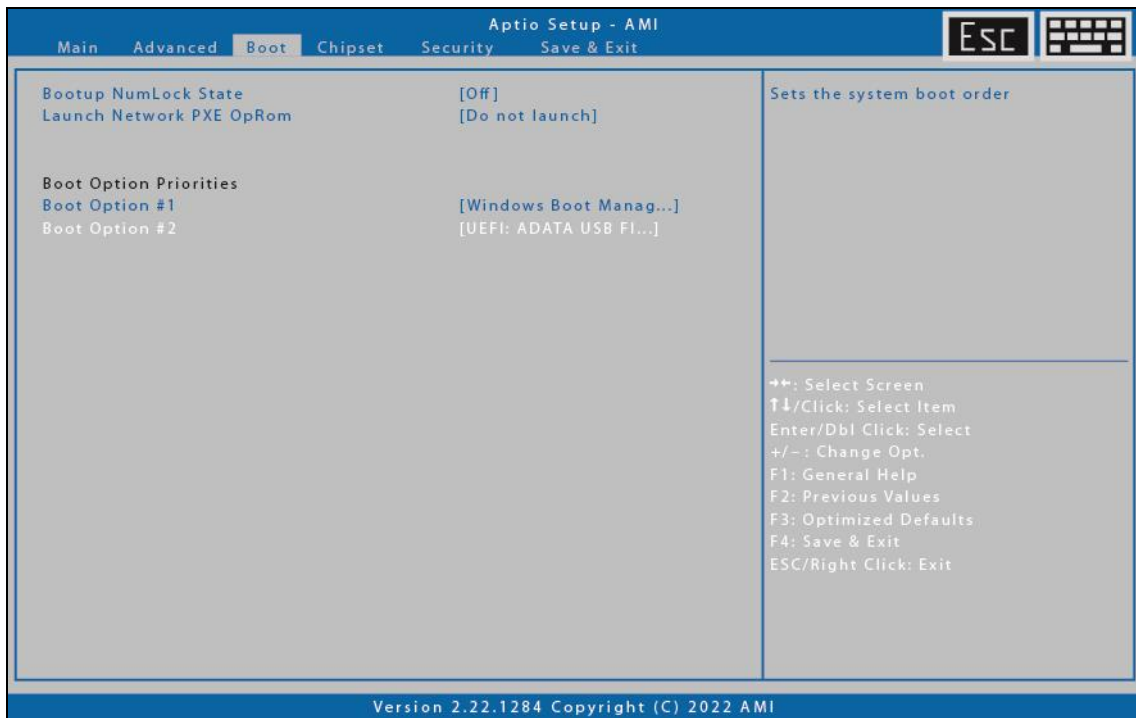 Aptio Setup - AMI
Main Advanced Boot Chipset Security Save & Exit
Esc
Bootup NumLock State [Off]
Launch Network PXE OpRom [Do not launch]
Boot Option Priorities
Boot Option #1 [Windows Boot Manag...]
Boot Option #2 [UEFI: ADATA USB Fl...]
Sets the system boot order
→←: Select Screen
↑↓/Click: Select Item
Enter/Dbl Click: Select
+/−: Change Opt.
F1: General Help
F2: Previous Values
F3: Optimized Defaults
F4: Save & Exit
ESC/Right Click: Exit
Version 2.22.1284 Copyright (C) 2022 AMI